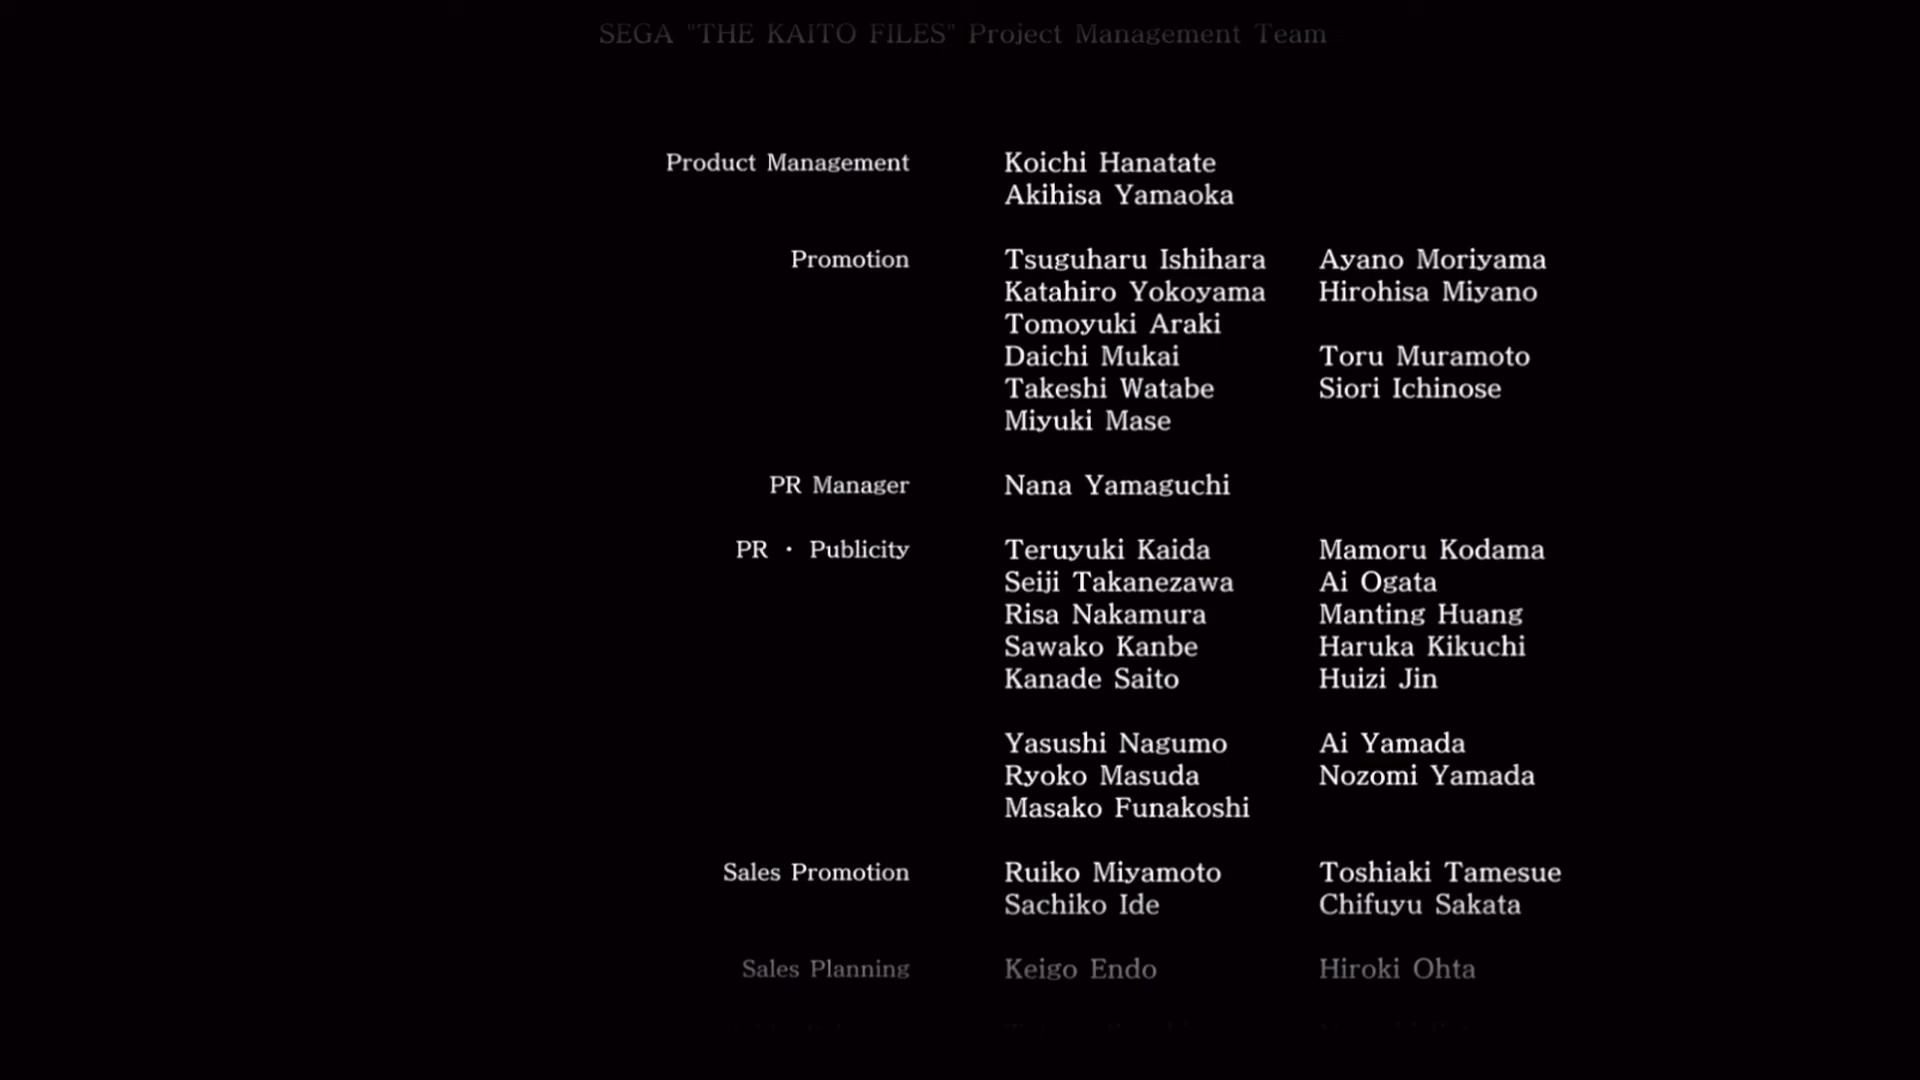 SEGA "THE KAITO FILES" Project Management Team
Product Management Koichi Hanatate
Akihisa Yamaoka
Promotion Tsuguharu Ishihara Ayano Moriyama
Katahiro Yokoyama Hirohisa Miyano
Tomoyuki Araki
Daichi Mukai Toru Muramoto
Takeshi Watabe Siori Ichinose
Miyuki Mase
PR Manager Nana Yamaguchi
PR ・ Publicity Teruyuki Kaida Mamoru Kodama
Seiji Takanezawa Ai Ogata
Risa Nakamura Manting Huang
Sawako Kanbe Haruka Kikuchi
Kanade Saito Huizi Jin
Yasushi Nagumo Ai Yamada
Ryoko Masuda Nozomi Yamada
Masako Funakoshi
Sales Promotion Ruiko Miyamoto Toshiaki Tamesue
Sachiko Ide Chifuyu Sakata
Sales Planning Keigo Endo Hiroki Ohta